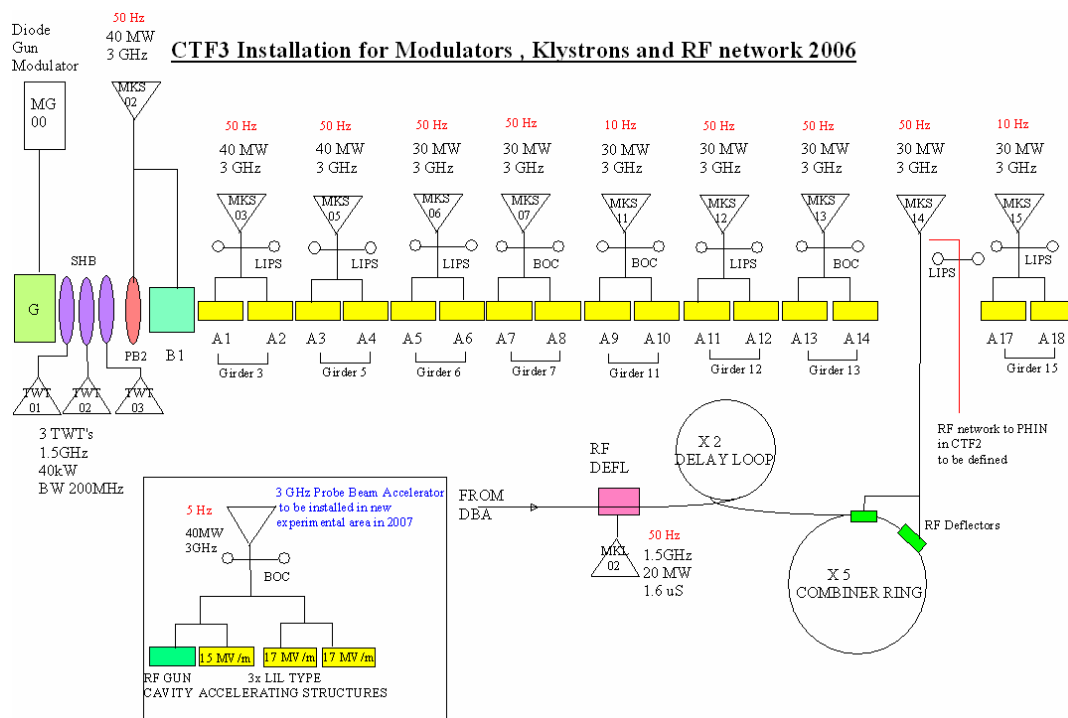 CTF3 Installation for Modulators , Klystrons and RF network 2006
Diode
Gun
Modulator
MG
00
50 Hz
40 MW
3 GHz
MKS
02
50 Hz
40 MW
3 GHz
MKS
03
LIPS
50 Hz
40 MW
3 GHz
MKS
05
LIPS
50 Hz
30 MW
3 GHz
MKS
06
LIPS
50 Hz
30 MW
3 GHz
MKS
07
BOC
10 Hz
30 MW
3 GHz
MKS
11
BOC
50 Hz
30 MW
3 GHz
MKS
12
LIPS
50 Hz
30 MW
3 GHz
MKS
13
BOC
50 Hz
30 MW
3 GHz
MKS
14
LIPS
10 Hz
30 MW
3 GHz
MKS
15
LIPS
G
SHB
PB2
B1
A1 A2
Girder 3
A3 A4
Girder 5
A5 A6
Girder 6
A7 A8
Girder 7
A9 A10
Girder 11
A11 A12
Girder 12
A13 A14
Girder 13
A17 A18
Girder 15
TWT
01
TWT
02
TWT
03
3 TWT's
1.5GHz
40kW
BW 200MHz
RF network to PHIN
in CTF2
to be defined
X 2
DELAY LOOP
RF
DEFL
FROM
DBA
MKL
02
50 Hz
1.5GHz
20 MW
1.6 uS
RF Deflectors
X 5
COMBINER RING
3 GHz Probe Beam Accelerator
to be installed in new
experimental area in 2007
5 Hz
40MW
3GHz
BOC
15 MV/m
17 MV/m
17 MV/m
RF GUN
CAVITY
3x LIL TYPE
ACCELERATING STRUCTURES